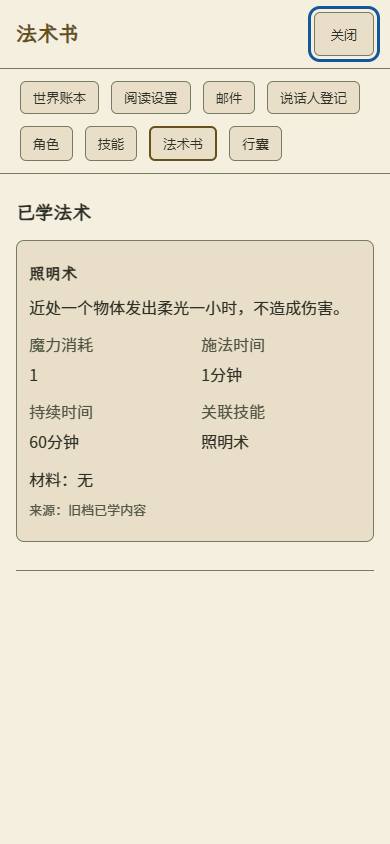 法术书
关闭
世界账本 阅读设置 邮件 说话人登记
角色 技能 法术书 行囊
已学法术
照明术
近处一个物体发出柔光一小时，不造成伤害。
魔力消耗 施法时间
1 1分钟
持续时间 关联技能
60分钟 照明术
材料：无
来源：旧档已学内容